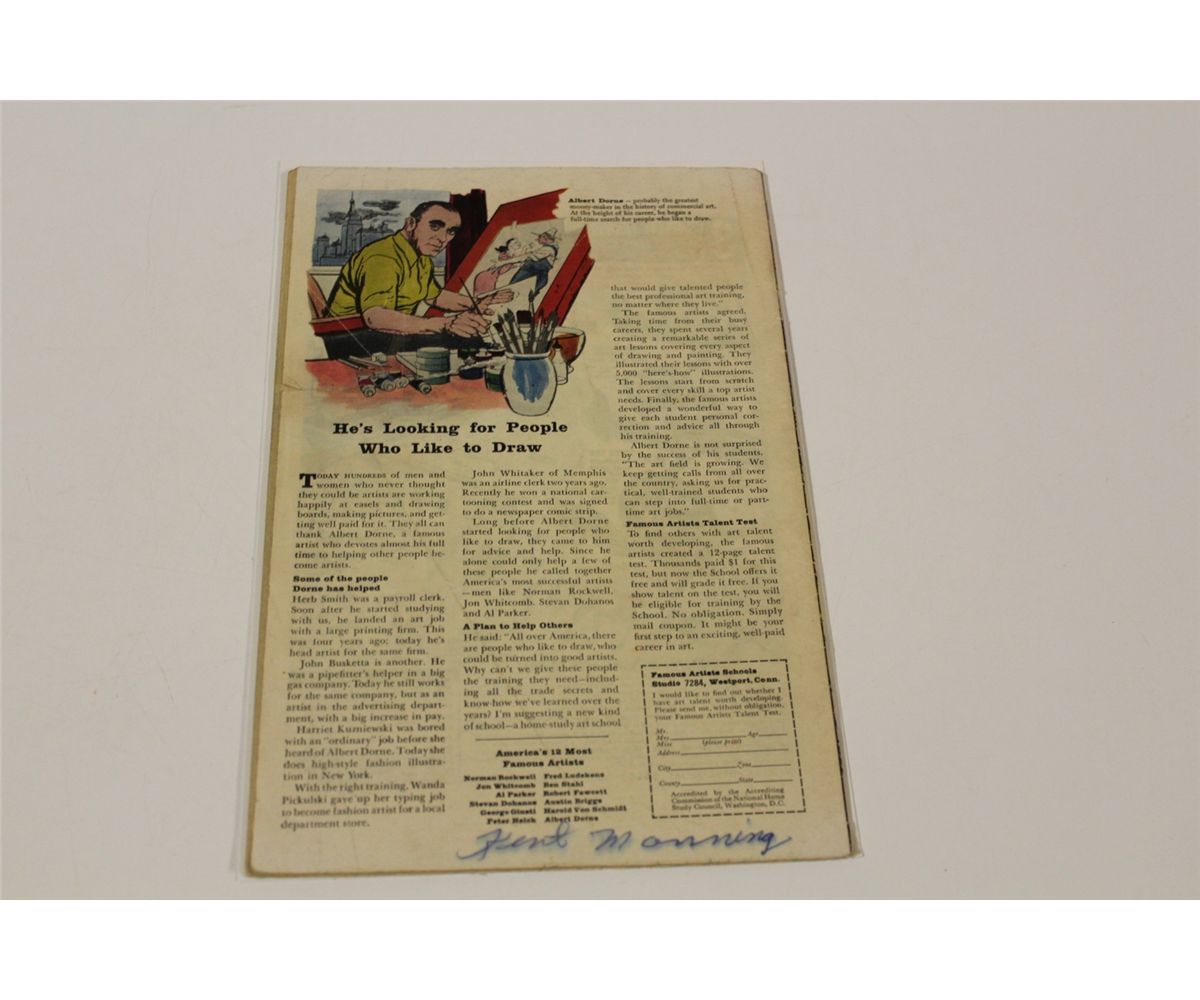 Albert Dorne — probably the greatest
money-maker in the history of commercial art.
At the height of his career, he began a
full-time search for people who like to draw.
He's Looking for People
Who Like to Draw
TODAY HUNDREDS of men and
women who never thought
they could be artists are working
happily at easels and drawing
boards, making pictures, and get-
ting well paid for it. They all can
thank Albert Dorne, a famous
artist who devotes almost his full
time to helping other people be-
come artists.
Some of the people
Dorne has helped
Herb Smith was a payroll clerk.
Soon after he started studying
with us, he landed an art job
with a large printing firm. This
was four years ago; today he's
head artist for the same firm.
John Busketta is another. He
was a pipefitter's helper in a big
gas company. Today he still works
for the same company, but as an
artist in the advertising depart-
ment, with a big increase in pay.
Harriet Kuzniewski was bored
with an "ordinary" job before she
heard of Albert Dorne. Today she
does high-style fashion illustra-
tion in New York.
With the right training, Wanda
Pickulski gave up her typing job
to become fashion artist for a local
department store.
John Whitaker of Memphis
was an airline clerk two years ago.
Recently he won a national car-
tooning contest and was signed
to do a newspaper comic strip.
Long before Albert Dorne
started looking for people who
like to draw, they came to him
for advice and help. Since he
alone could only help a few of
these people he called together
America's most successful artists
—men like Norman Rockwell,
Jon Whitcomb, Stevan Dohanos
and Al Parker.
A Plan to Help Others
He said: "All over America, there
are people who like to draw, who
could be turned into good artists.
Why can't we give these people
the training they need—includ-
ing all the trade secrets and
know-how we've learned over the
years? I'm suggesting a new kind
of school—a home-study art school
America's 12 Most
Famous Artists
Norman Rockwell Fred Ludekens
Jon Whitcomb Ben Stahl
Al Parker Robert Fawcett
Stevan Dohanos Austin Briggs
George Giusti Harold Von Schmidt
Peter Helck Albert Dorne
that would give talented people
the best professional art training,
no matter where they live."
The famous artists agreed.
Taking time from their busy
careers, they spent several years
creating a remarkable series of
art lessons covering every aspect
of drawing and painting. They
illustrated their lessons with over
5,000 "here's-how" illustrations.
The lessons start from scratch
and cover every skill a top artist
needs. Finally, the famous artists
developed a wonderful way to
give each student personal cor-
rection and advice all through
his training.
Albert Dorne is not surprised
by the success of his students.
"The art field is growing. We
keep getting calls from all over
the country, asking us for prac-
tical, well-trained students who
can step into full-time or part-
time art jobs."
Famous Artists Talent Test
To find others with art talent
worth developing, the famous
artists created a 12-page talent
test. Thousands paid $1 for this
test, but now the School offers it
free and will grade it free. If you
show talent on the test, you will
be eligible for training by the
School. No obligation. Simply
mail coupon. It might be your
first step to an exciting, well-paid
career in art.
Famous Artists Schools
Studio 7284, Westport, Conn.
I would like to find out whether I
have art talent worth developing.
Please send me, without obligation,
your Famous Artists Talent Test.
Mr.
Mrs. Age
Miss (please print)
Address
City Zone
County State
Accredited by the Accrediting
Commission of the National Home
Study Council, Washington, D.C.
Kent Manning